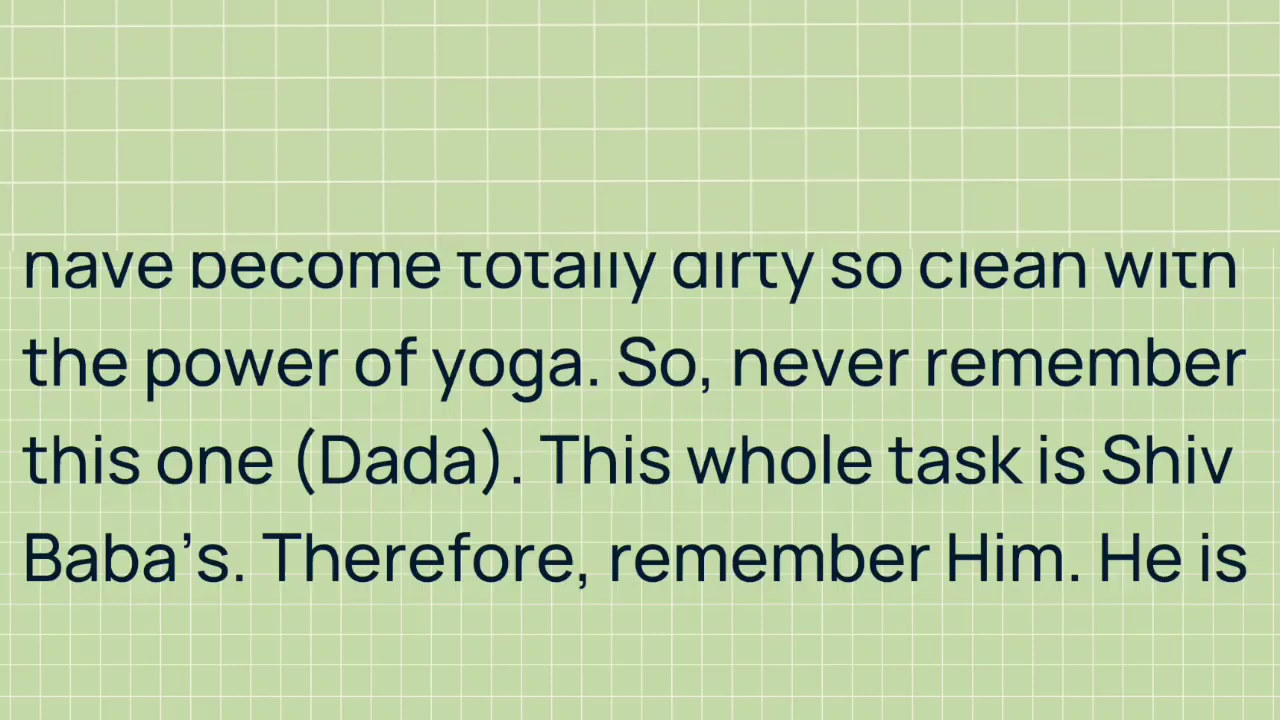 have become totally dirty so clean with
the power of yoga. So, never remember
this one (Dada). This whole task is Shiv
Baba’s. Therefore, remember Him. He is